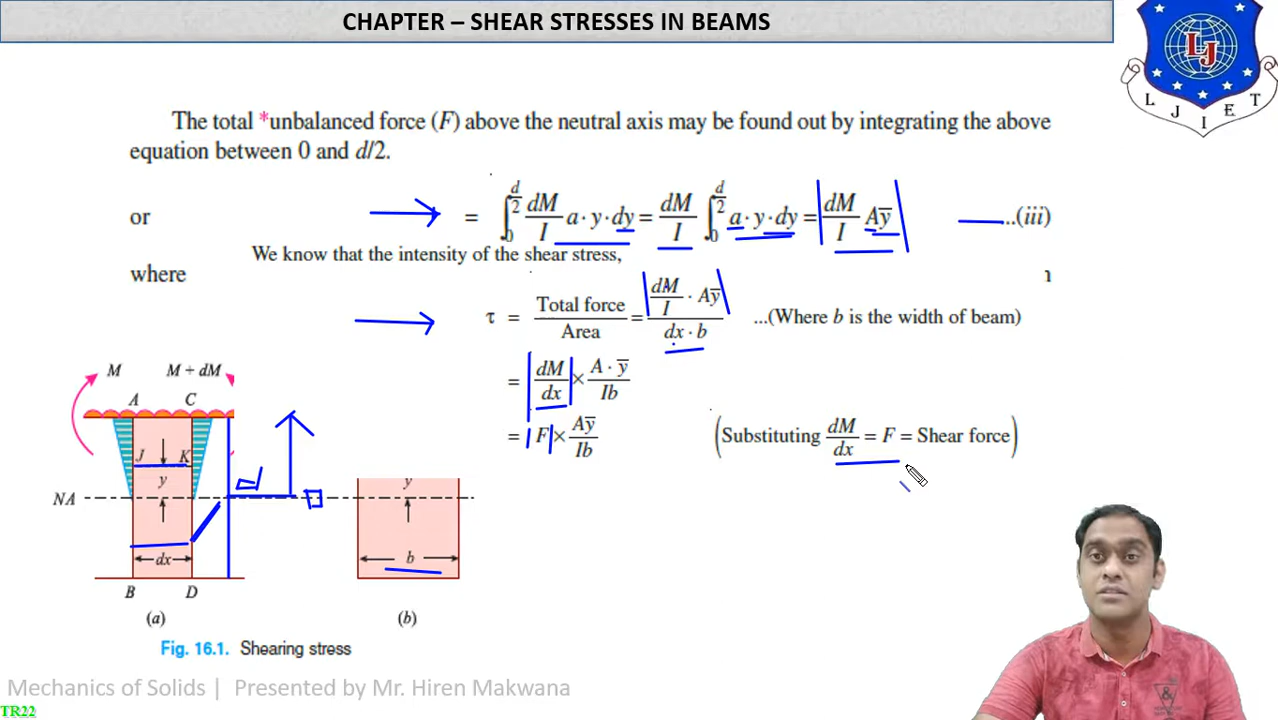 CHAPTER – SHEAR STRESSES IN BEAMS
LJ
L J I E T
The total *unbalanced force (F) above the neutral axis may be found out by integrating the above
equation between 0 and d/2.
or = ∫₀^(d/2) dM/I a · y · dy = dM/I ∫₀^(d/2) a · y · dy = dM/I Aȳ ...(iii)
We know that the intensity of the shear stress,
where
τ = Total force/Area = (dM/I · Aȳ)/(dx · b) ...(Where b is the width of beam)
= dM/dx × A · ȳ/Ib
= F × Aȳ/Ib (Substituting dM/dx = F = Shear force)
M M + dM
A C
J K
y y
NA
d
0
dx b
B D
(a) (b)
Fig. 16.1. Shearing stress
Mechanics of Solids | Presented by Mr. Hiren Makwana
TR22